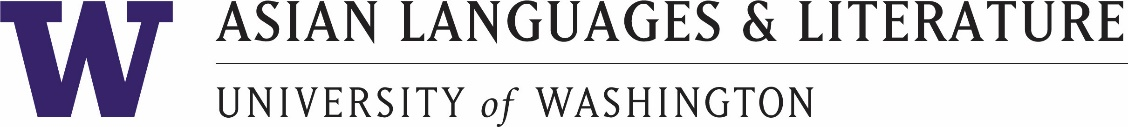 W
ASIAN LANGUAGES & LITERATURE
UNIVERSITY of WASHINGTON